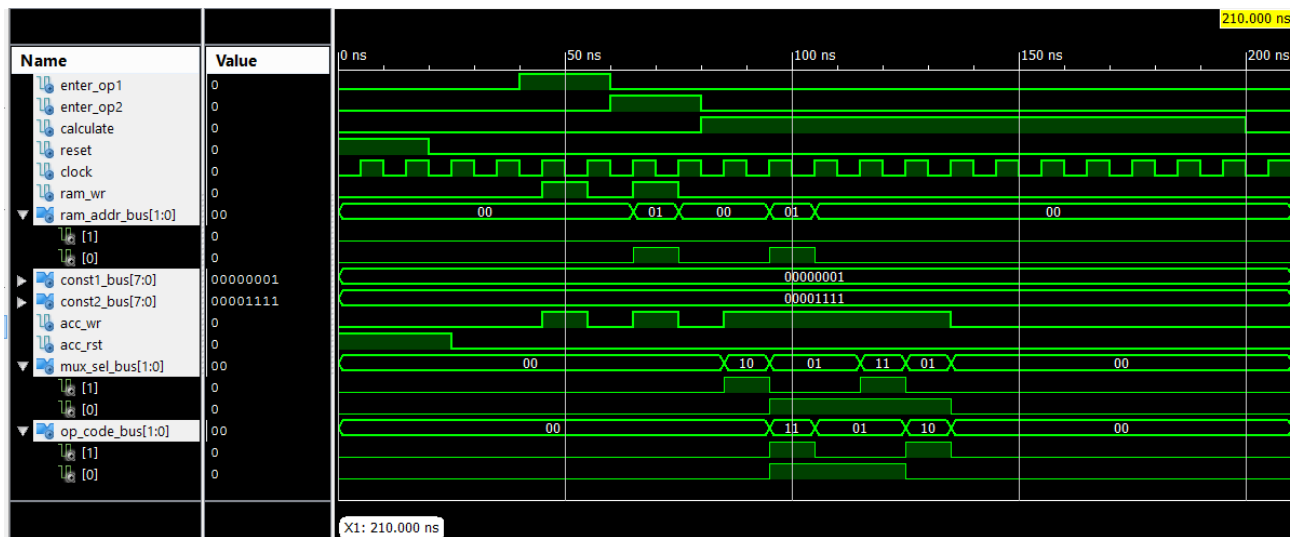 210.000 ns
Name Value 0 ns 50 ns 100 ns 150 ns 200 ns
enter_op1 0
enter_op2 0
calculate 0
reset 0
clock 0
ram_wr 0
ram_addr_bus[1:0] 00 00 01 00 01 00
[1] 0
[0] 0
const1_bus[7:0] 00000001 00000001
const2_bus[7:0] 00001111 00001111
acc_wr 0
acc_rst 0
mux_sel_bus[1:0] 00 00 10 01 11 01 00
[1] 0
[0] 0
op_code_bus[1:0] 00 00 11 01 10 00
[1] 0
[0] 0
X1: 210.000 ns